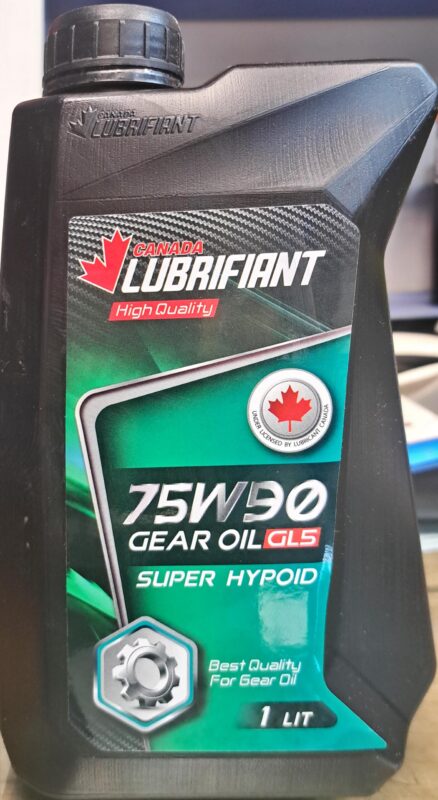 CANADA
LUBRIFIANT
CANADA
LUBRIFIANT
High Quality
UNDER LICENSED BY LUBRICANT CANADA
75W90
GEAR OIL GL5
SUPER HYPOID
Best Quality
For Gear Oil
1 LIT